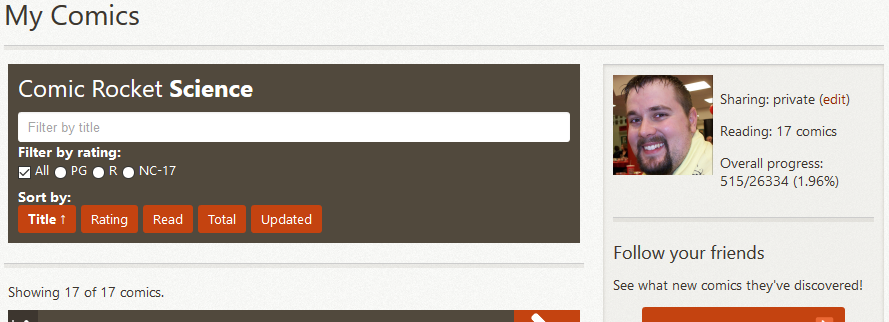 My Comics
Comic Rocket Science
Filter by title
Filter by rating:
All PG R NC-17
Sort by:
Title ↑ Rating Read Total Updated
Showing 17 of 17 comics.
Sharing: private (edit)
Reading: 17 comics
Overall progress:
515/26334 (1.96%)
Follow your friends
See what new comics they've discovered!